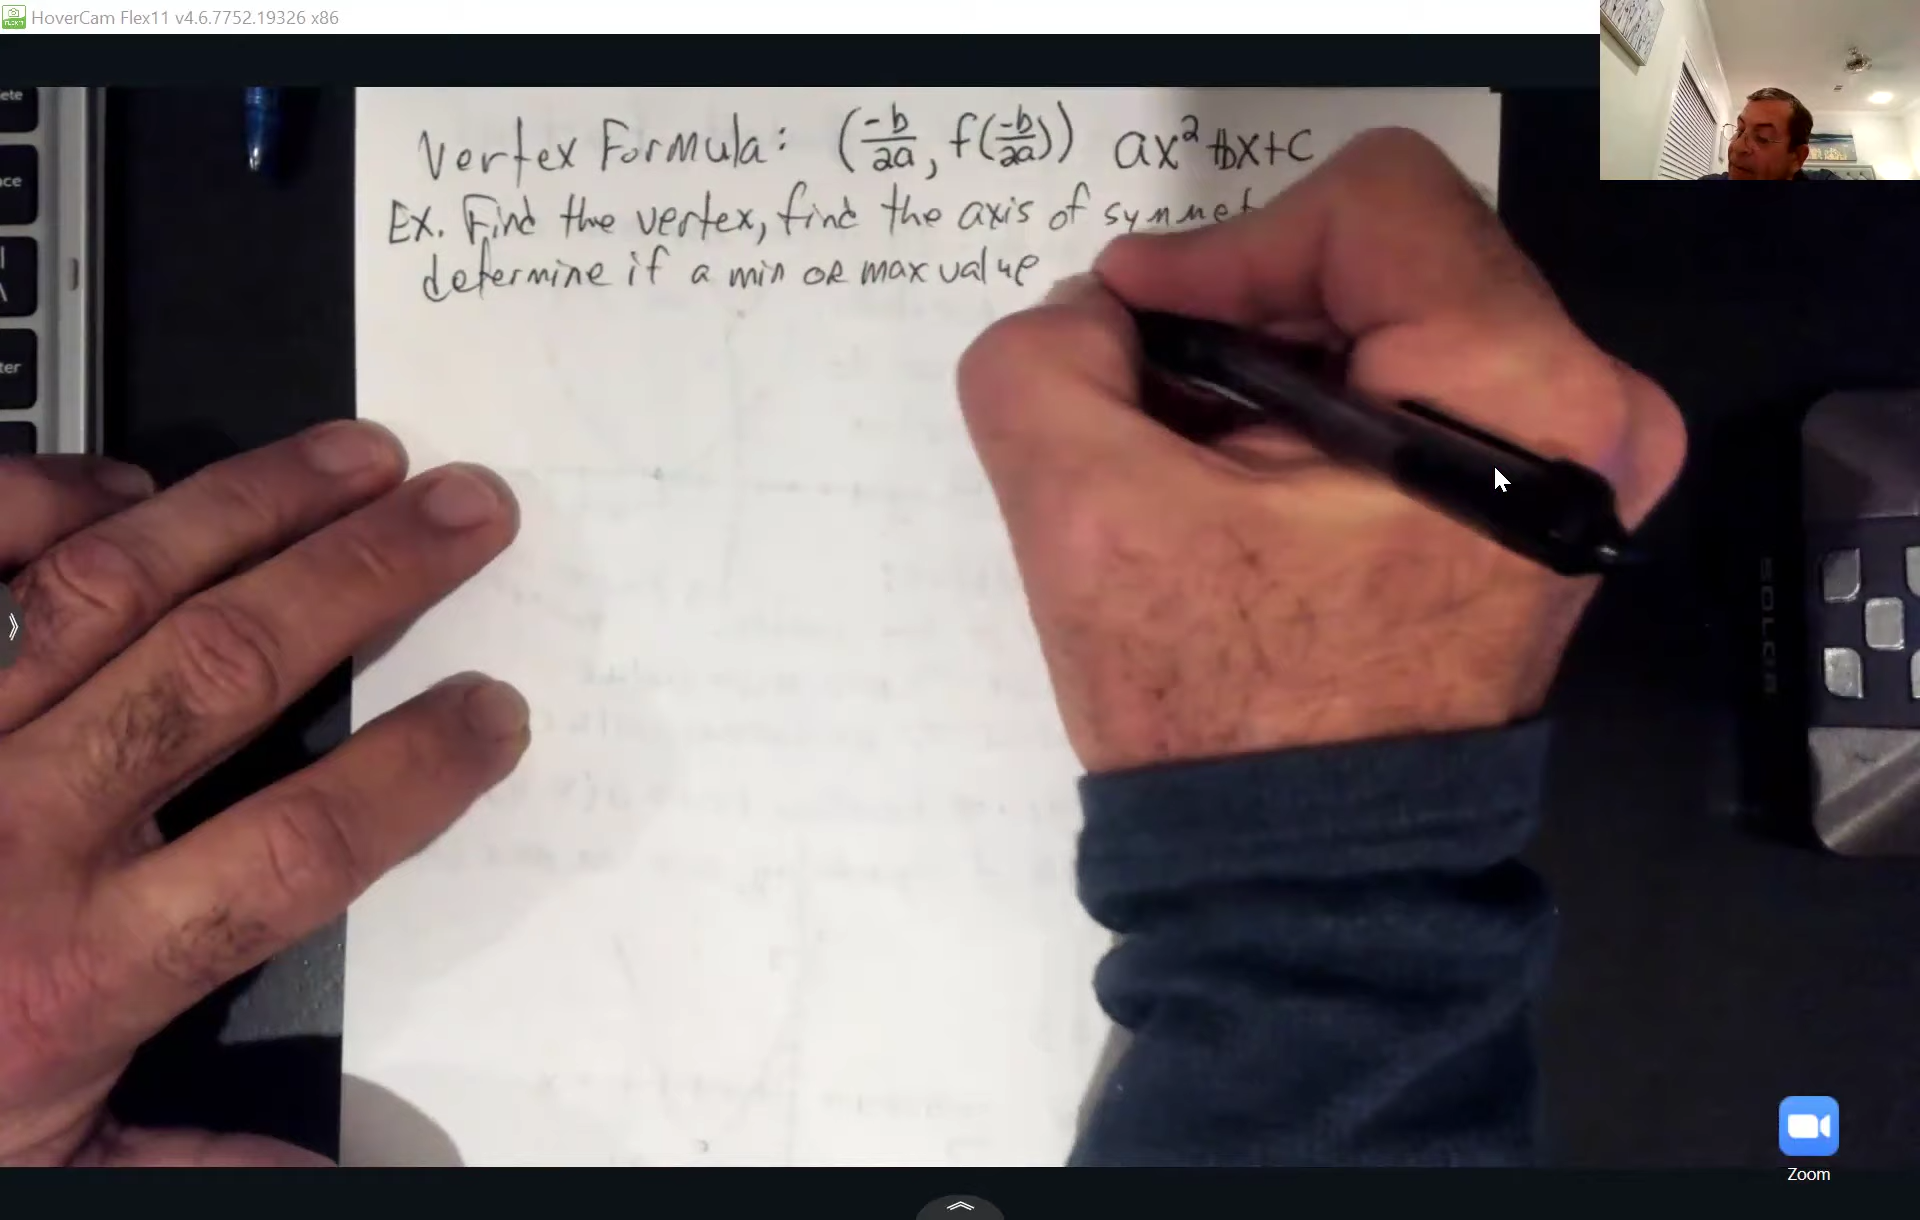 HoverCam Flex11 v4.6.7752.19326 x86
Vertex Formula: (-b/2a, f(-b/2a)) ax²+bx+c
Ex. Find the vertex, find the axis of
determine if a min or max value
SOLCB
Zoom